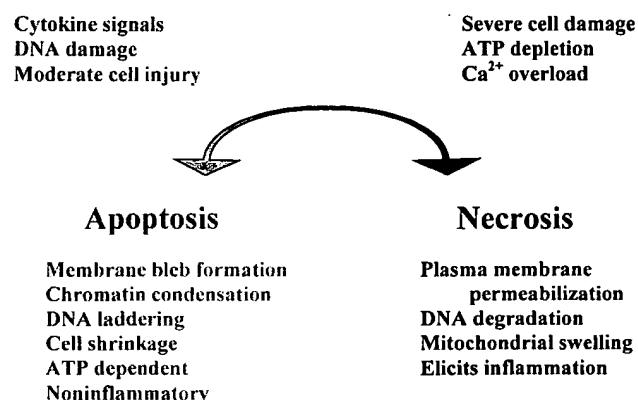 Cytokine signals
DNA damage
Moderate cell injury
Severe cell damage
ATP depletion
Ca²⁺ overload
Apoptosis
Membrane bleb formation
Chromatin condensation
DNA laddering
Cell shrinkage
ATP dependent
Noninflammatory
Necrosis
Plasma membrane
permeabilization
DNA degradation
Mitochondrial swelling
Elicits inflammation